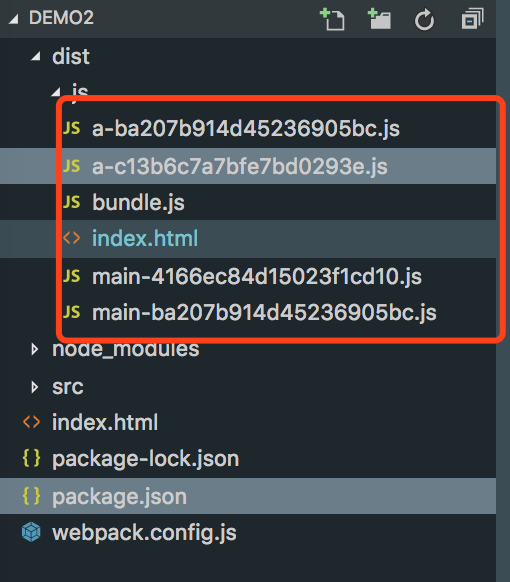 DEMO2
dist
js
JS a-ba207b914d45236905bc.js
JS a-c13b6c7a7bfe7bd0293e.js
JS bundle.js
<> index.html
JS main-4166ec84d15023f1cd10.js
JS main-ba207b914d45236905bc.js
node_modules
src
<> index.html
{} package-lock.json
{} package.json
webpack.config.js